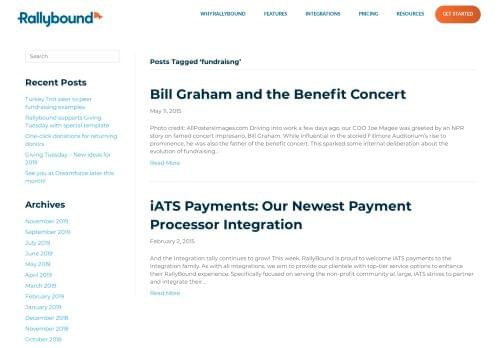 Rallybound
WHY RALLYBOUND
FEATURES
INTEGRATIONS
PRICING
RESOURCES
GET STARTED
Search
Recent Posts
Turkey Trot peer to peer
fundraising examples
Rallybound supports Giving
Tuesday with special template
One-click donations for returning
donors
Giving Tuesday – New ideas for
2019
See you at Dreamforce later this
month!
Archives
November 2019
September 2019
July 2019
June 2019
May 2019
April 2019
March 2019
February 2019
January 2019
December 2018
November 2018
October 2018
Posts Tagged ‘fundraisng’
Bill Graham and the Benefit Concert
May 11, 2015
Photo credit: AllPostersImages.com Driving into work a few days ago, our COO Joe Magee was greeted by an NPR
story on famed concert impresario, Bill Graham. While influential in the storied Fillmore Auditorium’s rise to
prominence, he was also the father of the benefit concert. This sparked some internal deliberation about the
evolution of fundraising...
Read More
iATS Payments: Our Newest Payment
Processor Integration
February 2, 2015
And the Integration tally continues to grow! This week, RallyBound is proud to welcome iATS payments to the
Integration family. As with all integrations, we aim to provide our clientele with top-tier service options to enhance
their RallyBound experience. Specifically focused on serving the non-profit community at large, iATS strives to partner
and integrate their...
Read More